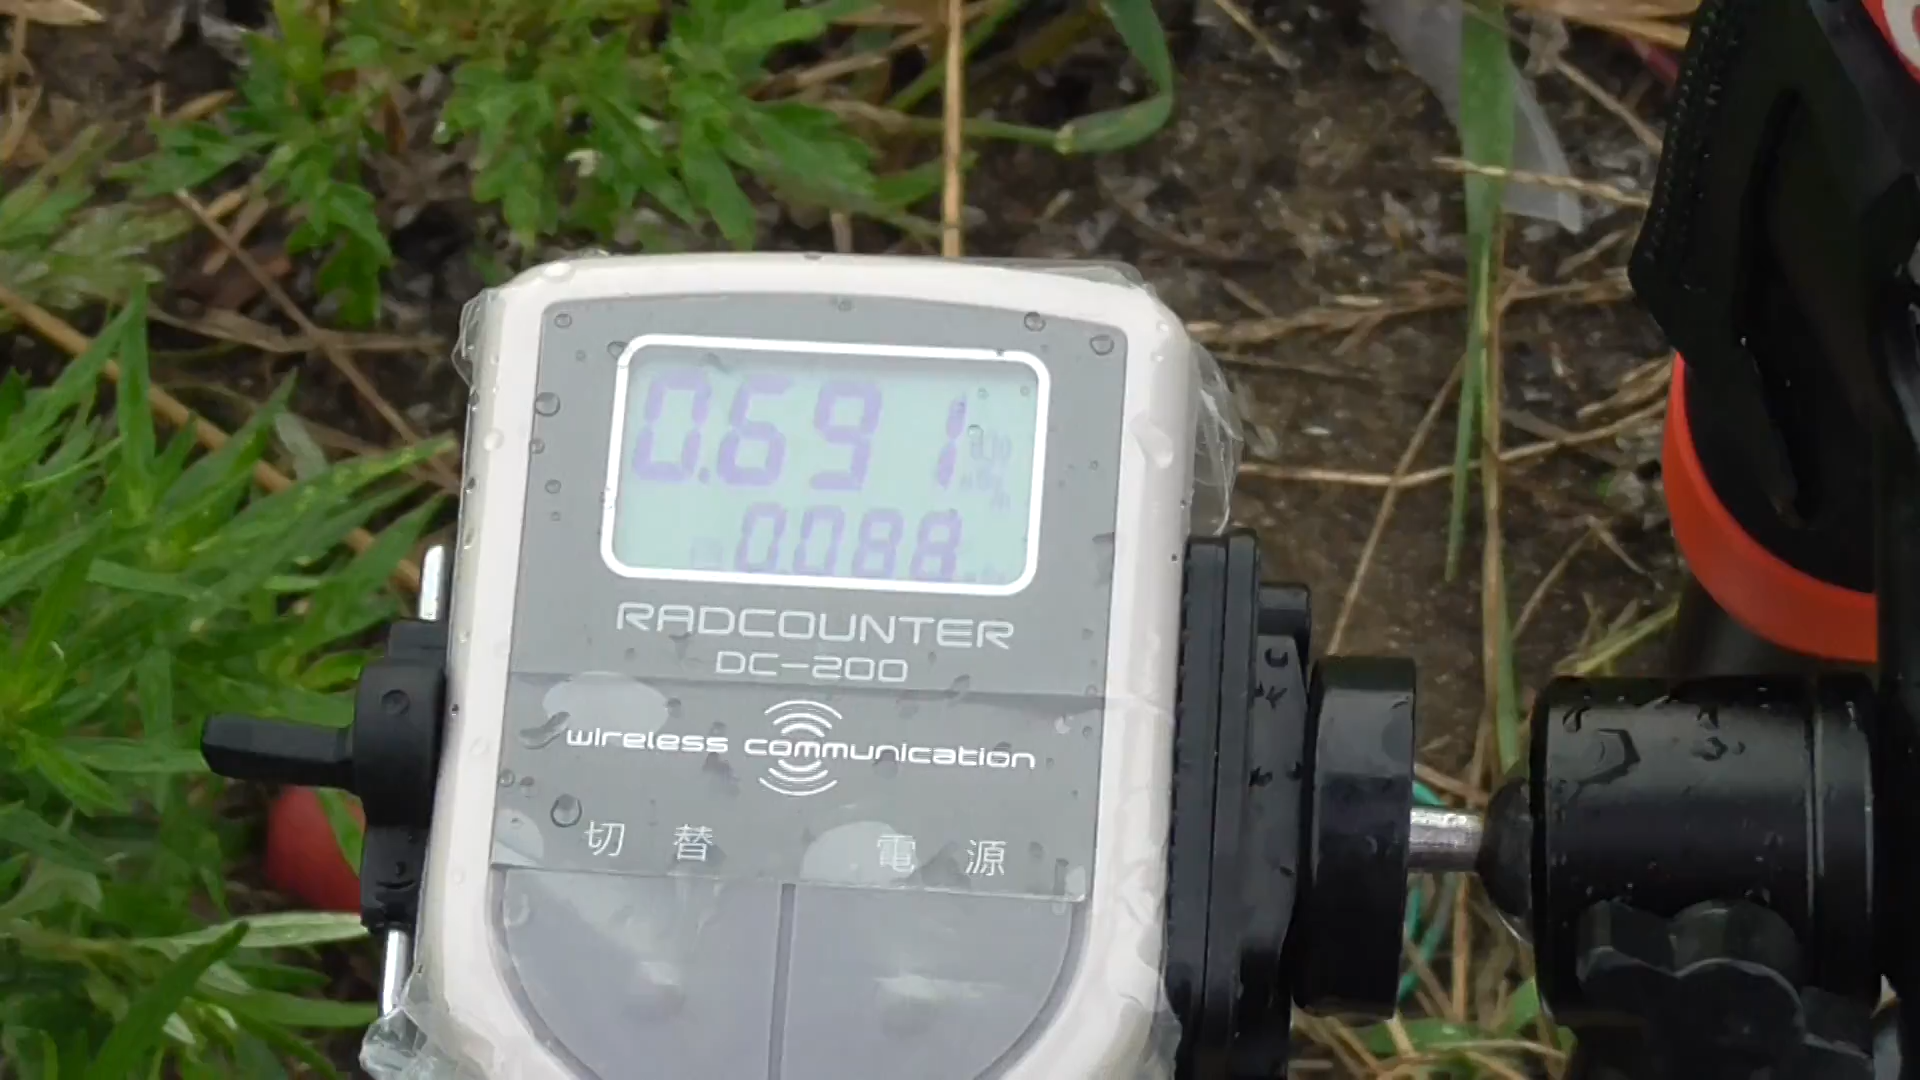 0.691
0.088
RADCOUNTER
DC-200
wireless communication
切替 電源